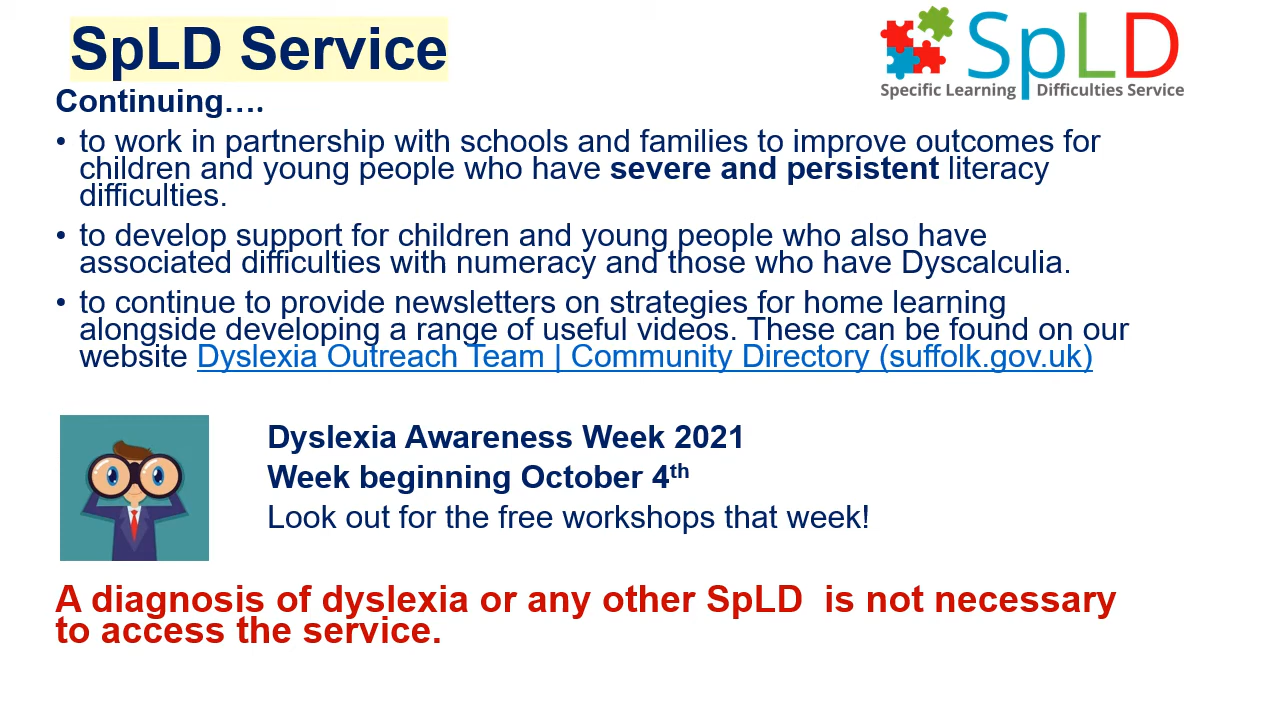 SpLD Service
SpLD
Specific Learning Difficulties Service
Continuing….
• to work in partnership with schools and families to improve outcomes for
children and young people who have severe and persistent literacy
difficulties.
• to develop support for children and young people who also have
associated difficulties with numeracy and those who have Dyscalculia.
• to continue to provide newsletters on strategies for home learning
alongside developing a range of useful videos. These can be found on our
website Dyslexia Outreach Team | Community Directory (suffolk.gov.uk)
Dyslexia Awareness Week 2021
Week beginning October 4th
Look out for the free workshops that week!
A diagnosis of dyslexia or any other SpLD  is not necessary
to access the service.